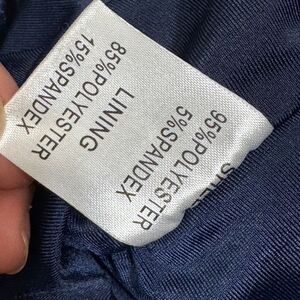 95%POLYESTER
5%SPANDEX
LINING
85%POLYESTER
15%SPANDEX